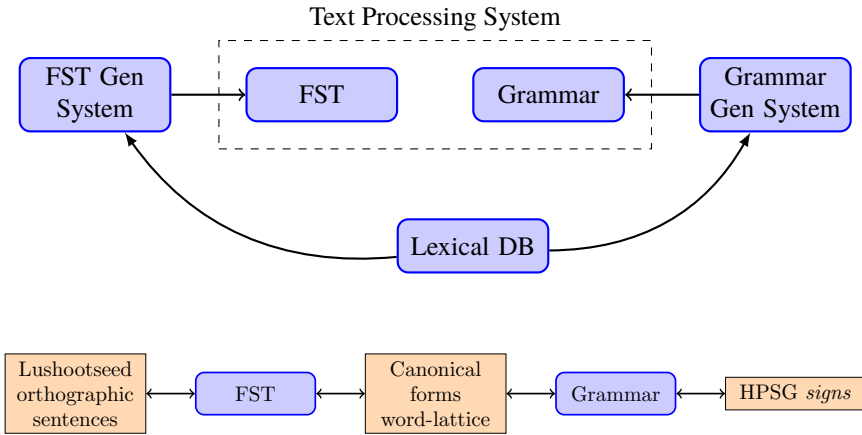 Text Processing System
FST Gen
System
FST
Grammar
Grammar
Gen System
Lexical DB
Lushootseed
orthographic
sentences
FST
Canonical
forms
word-lattice
Grammar
HPSG signs